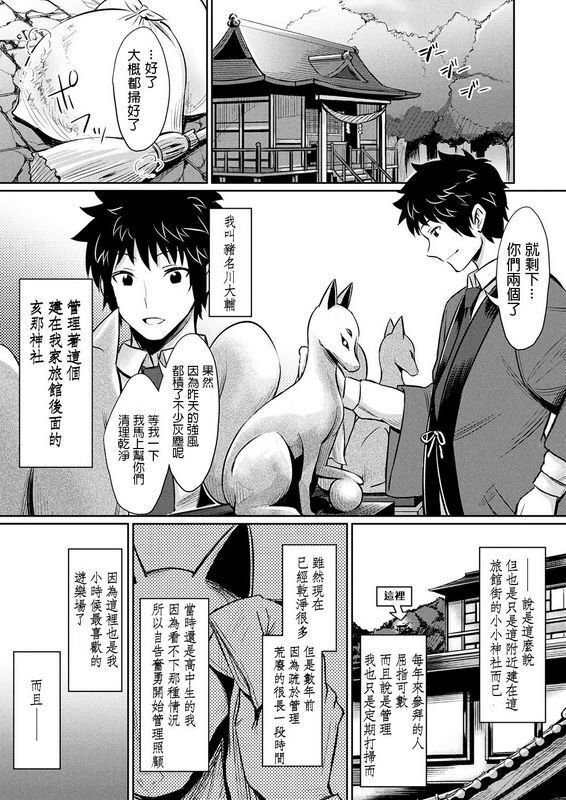 ジー
ジー
…好了
大概都掃好了
就剩下…
你們兩個了
我叫豬名川大輔
管理著這個
建在我家旅館後面的
亥那神社
果然
因為昨天的強風
都積了不少灰塵呢
等我一下
我馬上幫你們
清理乾淨
——說是這麼說
但也是只是這附近建在這
旅館街的小小神社而已
這裡
每年來參拜的人
屈指可數
而且說是管理
我也只是定期打掃而
雖然現在
已經乾淨很多
但是數年前
因為疏於管理
荒廢的很長一段時間
當時還是高中生的我
因為看不下那種情況
所以自告奮勇開始管理照顧
因為這裡也是我
小時侯最喜歡的
遊樂場了
而且——